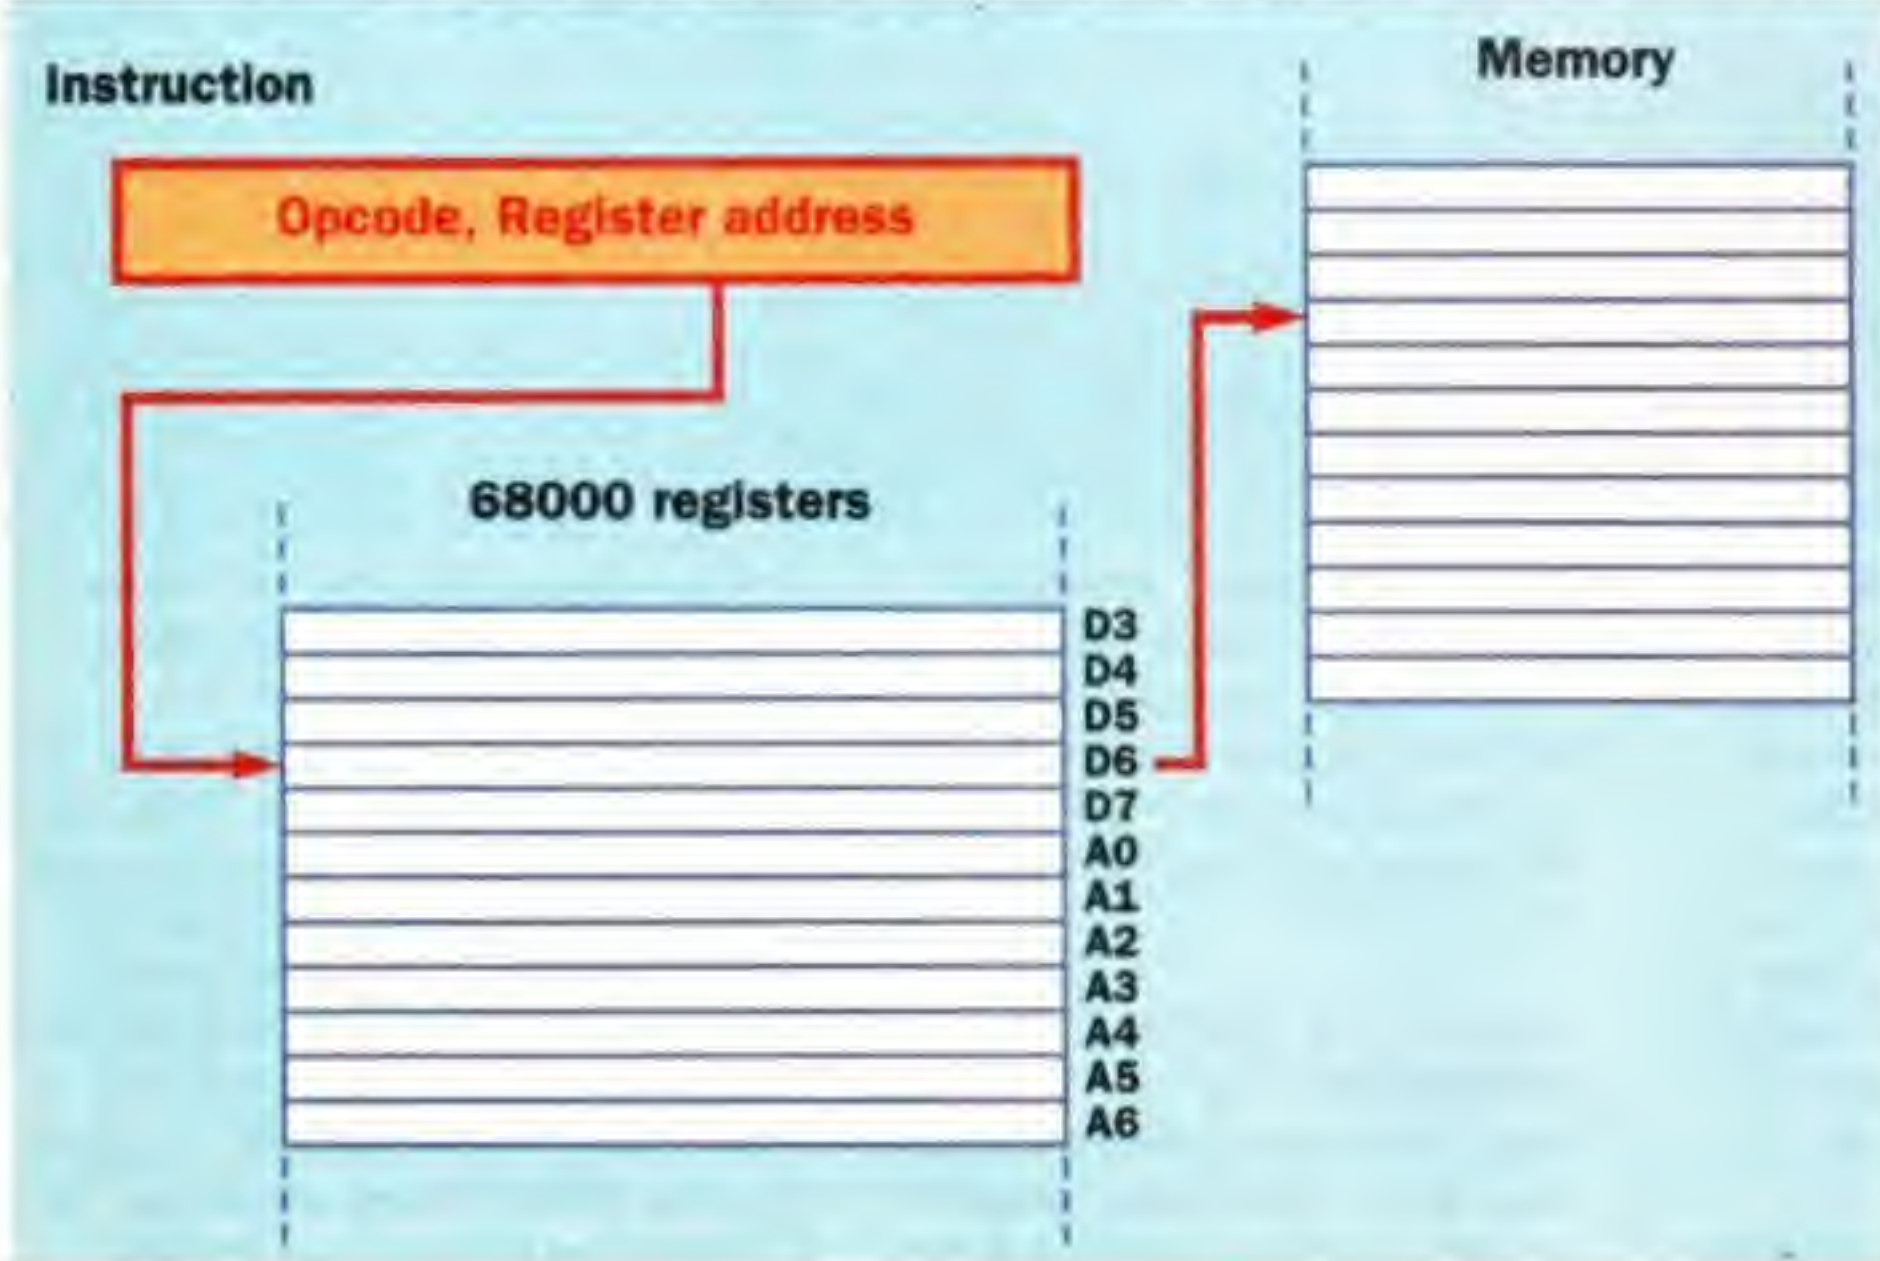 Instruction
Memory
Opcode, Register address
68000 registers
D3
D4
D5
D6
D7
A0
A1
A2
A3
A4
A5
A6